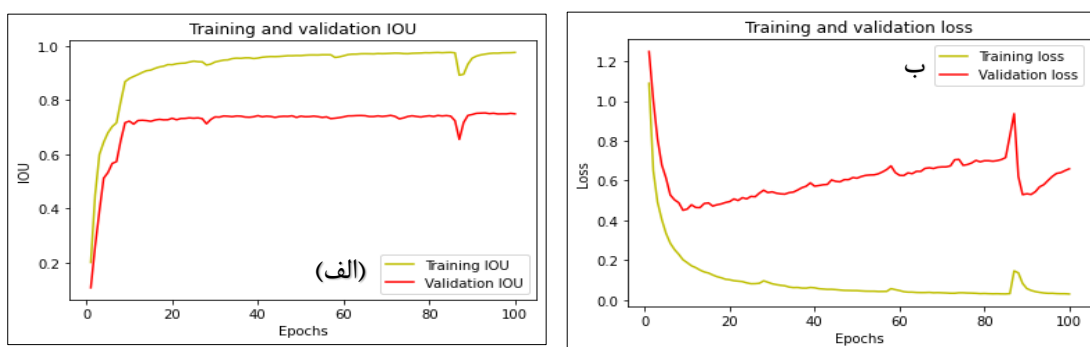 Training and validation IOU
1.0
0.8
0.6
0.4
0.2
IOU
(الف)
Training IOU
Validation IOU
0 20 40 60 80 100
Epochs
Training and validation loss
1.2
1.0
0.8
0.6
0.4
0.2
0.0
Loss
ب
Training loss
Validation loss
0 20 40 60 80 100
Epochs